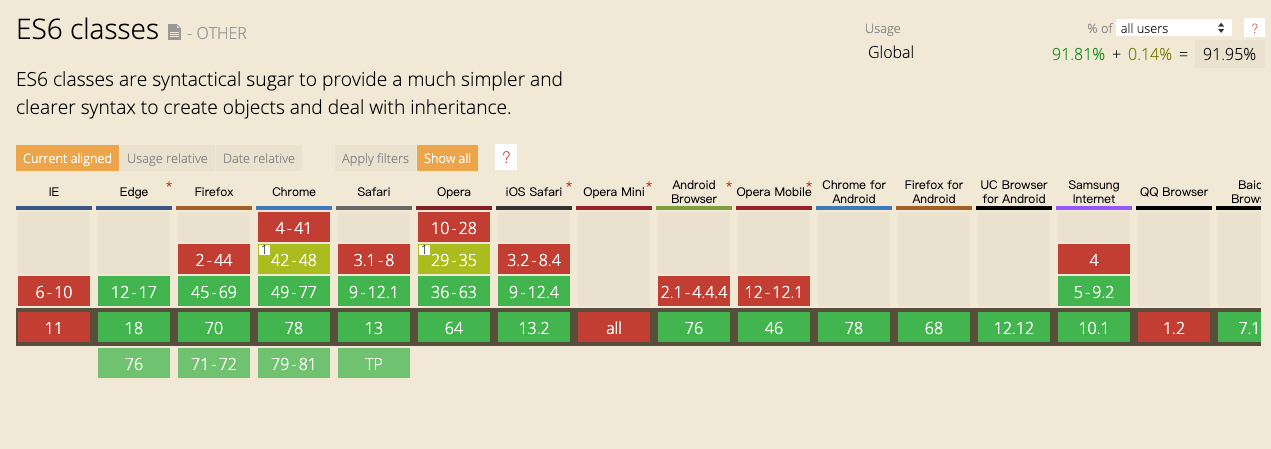 ES6 classes - OTHER
Usage % of all users ?
Global 91.81% + 0.14% = 91.95%
ES6 classes are syntactical sugar to provide a much simpler and
clearer syntax to create objects and deal with inheritance.
Current aligned Usage relative Date relative Apply filters Show all ?
IE Edge * Firefox Chrome Safari Opera iOS Safari * Opera Mini * Android Browser * Opera Mobile * Chrome for Android Firefox for Android UC Browser for Android Samsung Internet QQ Browser
4-41 10-28
2-44 1 42-48 3.1-8 1 29-35 3.2-8.4 4
6-10 12-17 45-69 49-77 9-12.1 36-63 9-12.4 2.1-4.4.4 12-12.1 5-9.2
11 18 70 78 13 64 13.2 all 76 46 78 68 12.12 10.1 1.2 7.1
76 71-72 79-81 TP